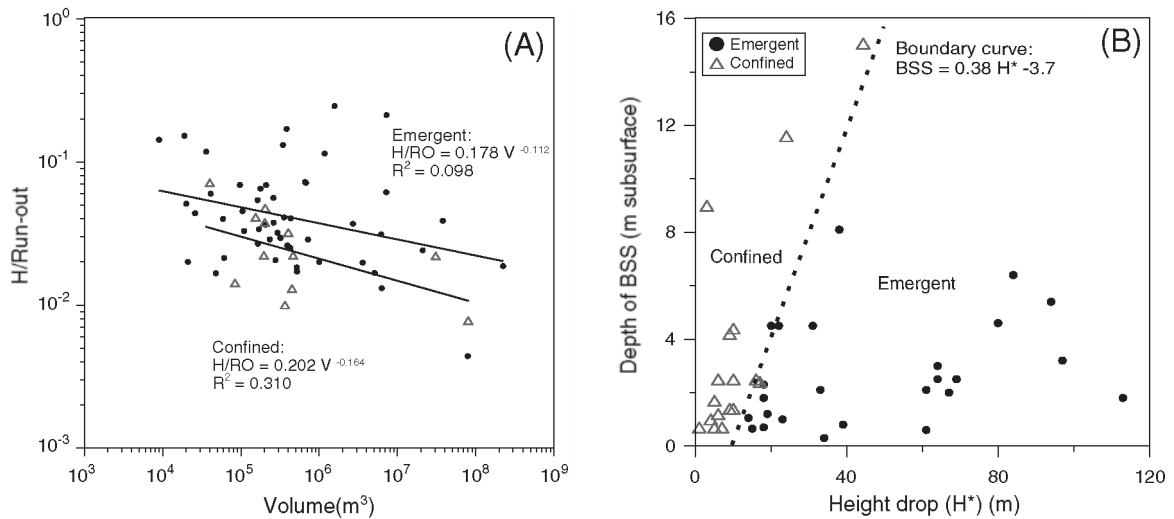 (A)
10^0
10^-1
10^-2
10^-3
H/Run-out
Emergent:
H/RO = 0.178 V ^-0.112
R^2 = 0.098
Confined:
H/RO = 0.202 V ^-0.164
R^2 = 0.310
10^3 10^4 10^5 10^6 10^7 10^8 10^9
Volume(m^3)
(B)
Emergent
Confined
Boundary curve:
BSS = 0.38 H* -3.7
16
12
8
4
0
Depth of BSS (m subsurface)
Confined
Emergent
0 40 80 120
Height drop (H*) (m)